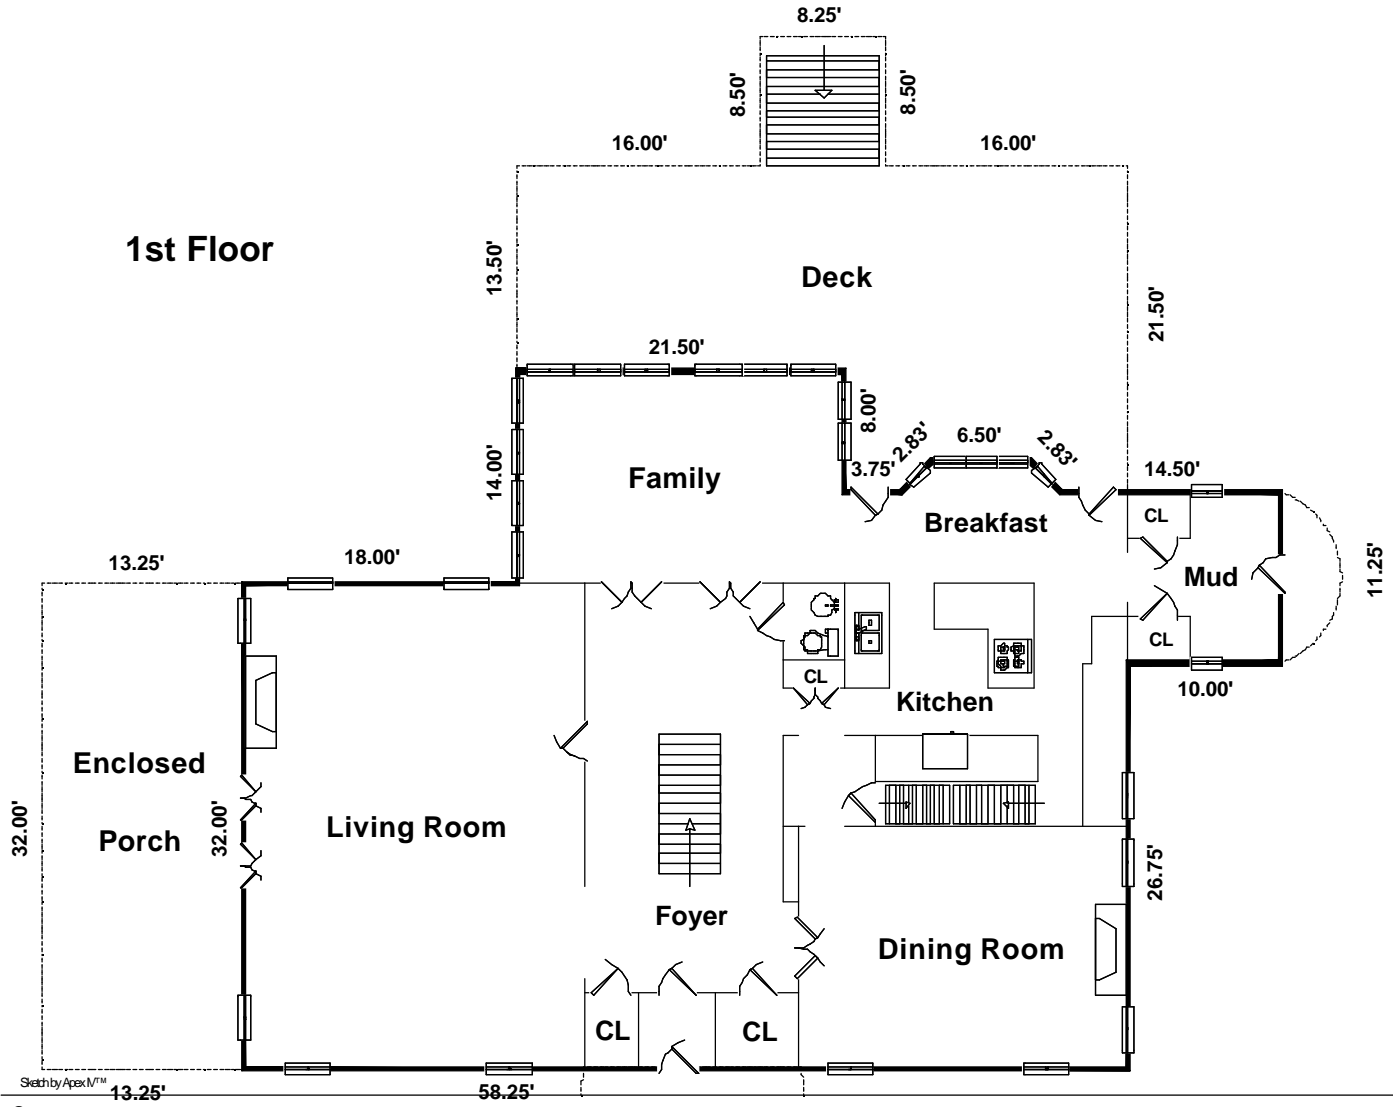 8.25'
8.50'
8.50'
16.00'
16.00'
1st Floor
13.50'
Deck
21.50'
21.50'
8.00'
2.83'
6.50'
2.83'
3.75'
14.50'
14.00'
Family
Breakfast
CL
13.25'
18.00'
Mud
11.25'
CL
CL
10.00'
Kitchen
Enclosed
Porch
32.00'
32.00'
Living Room
26.75'
Foyer
Dining Room
CL
CL
Sketch by Apex IV™
13.25'
58.25'